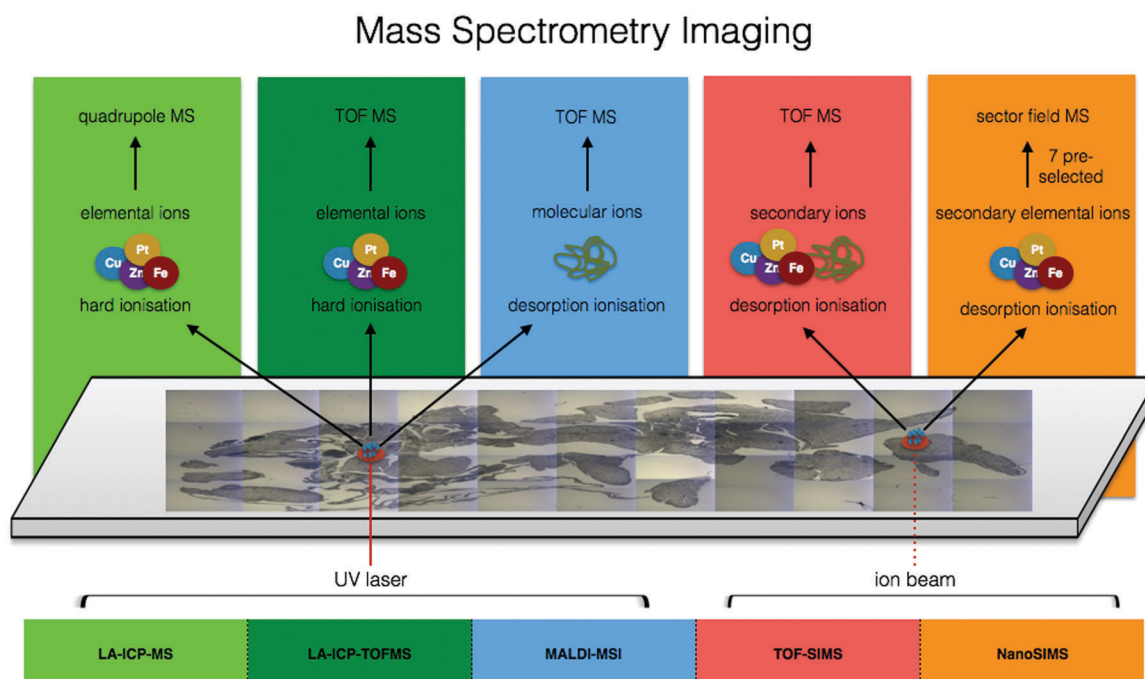 Mass Spectrometry Imaging
quadrupole MS
elemental ions
Cu
Pt
Zn
Fe
hard ionisation
TOF MS
elemental ions
Cu
Pt
Zn
Fe
hard ionisation
TOF MS
molecular ions
desorption ionisation
TOF MS
secondary ions
Cu
Pt
Zn
Fe
desorption ionisation
sector field MS
7 pre-
selected
secondary elemental ions
Cu
Pt
Zn
Fe
desorption ionisation
UV laser
ion beam
LA-ICP-MS
LA-ICP-TOFMS
MALDI-MSI
TOF-SIMS
NanoSIMS